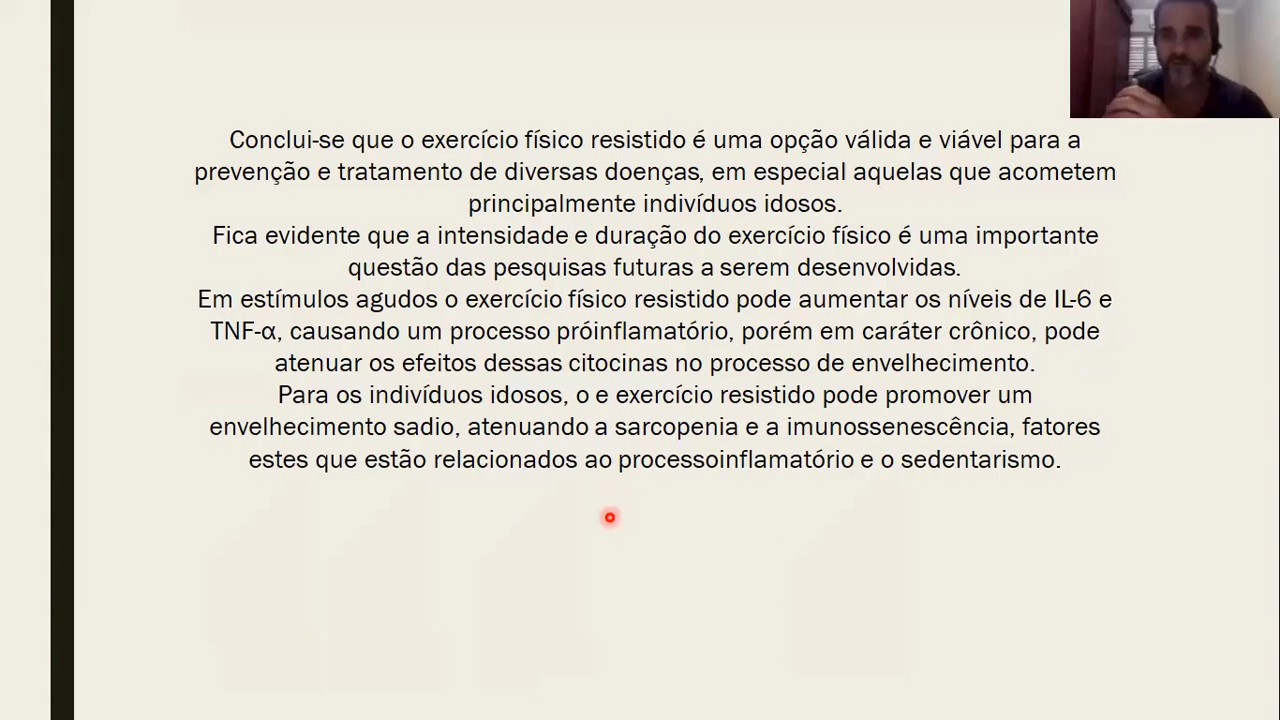 Conclui-se que o exercício físico resistido é uma opção válida e viável para a
prevenção e tratamento de diversas doenças, em especial aquelas que acometem
principalmente indivíduos idosos.
Fica evidente que a intensidade e duração do exercício físico é uma importante
questão das pesquisas futuras a serem desenvolvidas.
Em estímulos agudos o exercício físico resistido pode aumentar os níveis de IL-6 e
TNF-α, causando um processo próinflamatório, porém em caráter crônico, pode
atenuar os efeitos dessas citocinas no processo de envelhecimento.
Para os indivíduos idosos, o e exercício resistido pode promover um
envelhecimento sadio, atenuando a sarcopenia e a imunossenescência, fatores
estes que estão relacionados ao processoinflamatório e o sedentarismo.